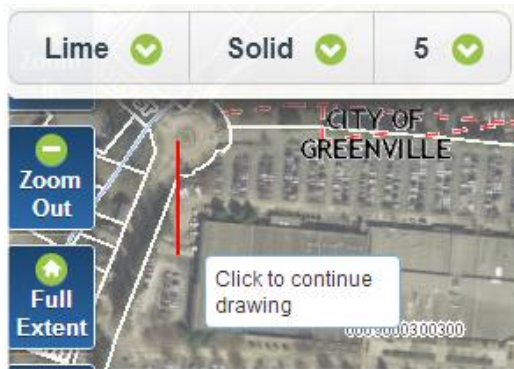 Lime
Solid
5
CITY OF
GREENVILLE
Zoom
Out
Click to continue
drawing
Full
Extent